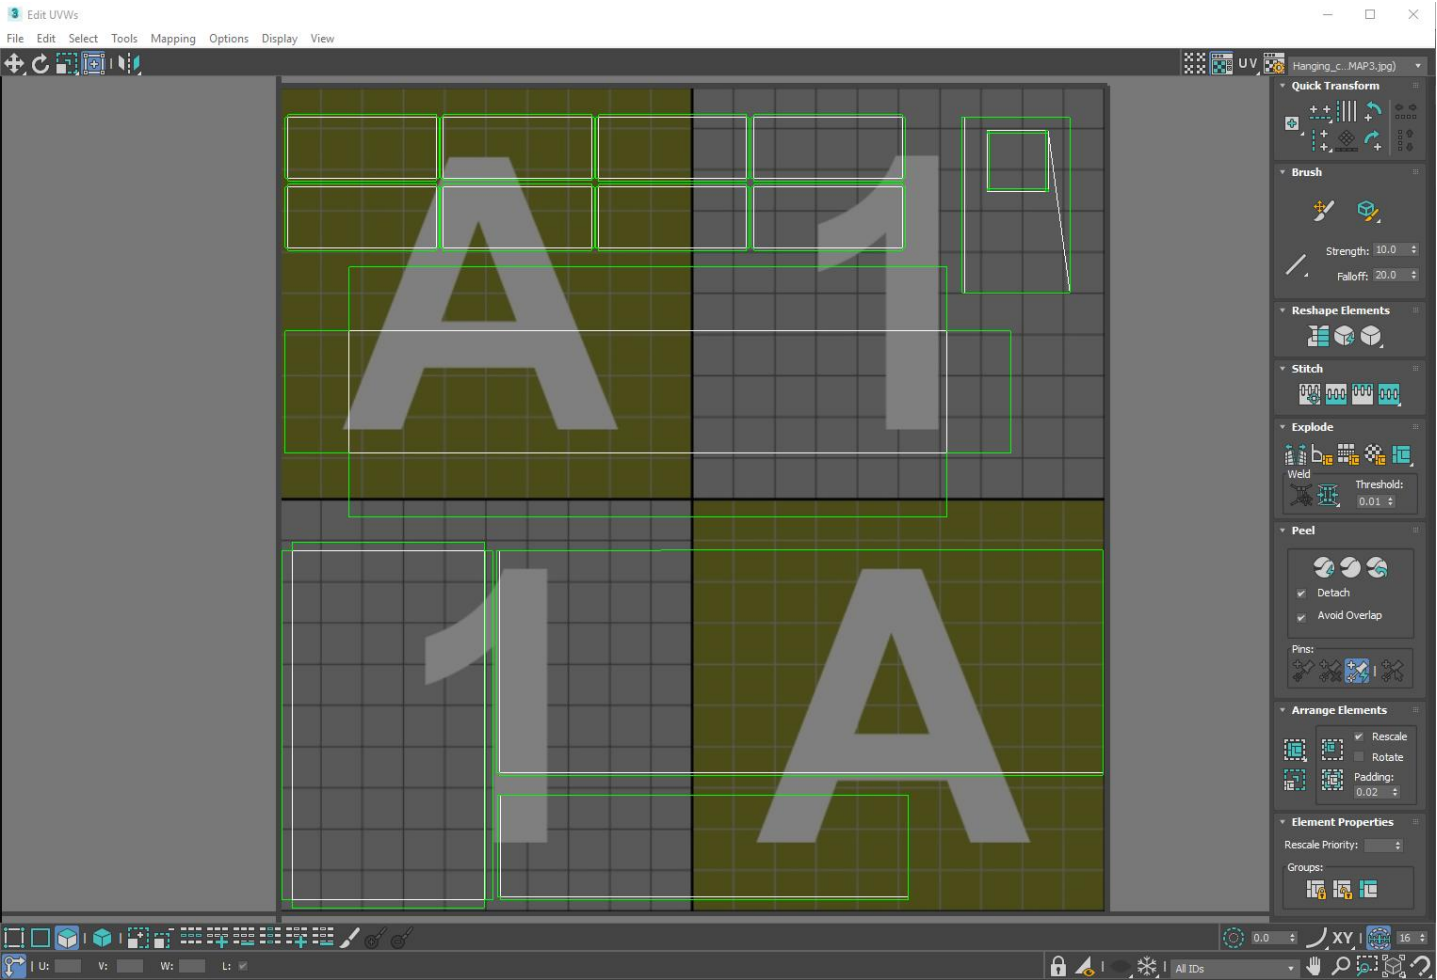 3 Edit UVWs
File Edit Select Tools Mapping Options Display View
UV Hanging_c...MAP3.jpg)
Quick Transform
Brush
Strength: 10.0
Falloff: 20.0
Reshape Elements
Stitch
Explode
Weld
Threshold:
0.01
Peel
Detach
Avoid Overlap
Pins:
Arrange Elements
Rescale
Rotate
Padding:
0.02
Element Properties
Rescale Priority:
Groups:
A 1
1 A
0.0 XY 16
U: V: W: L: All IDs